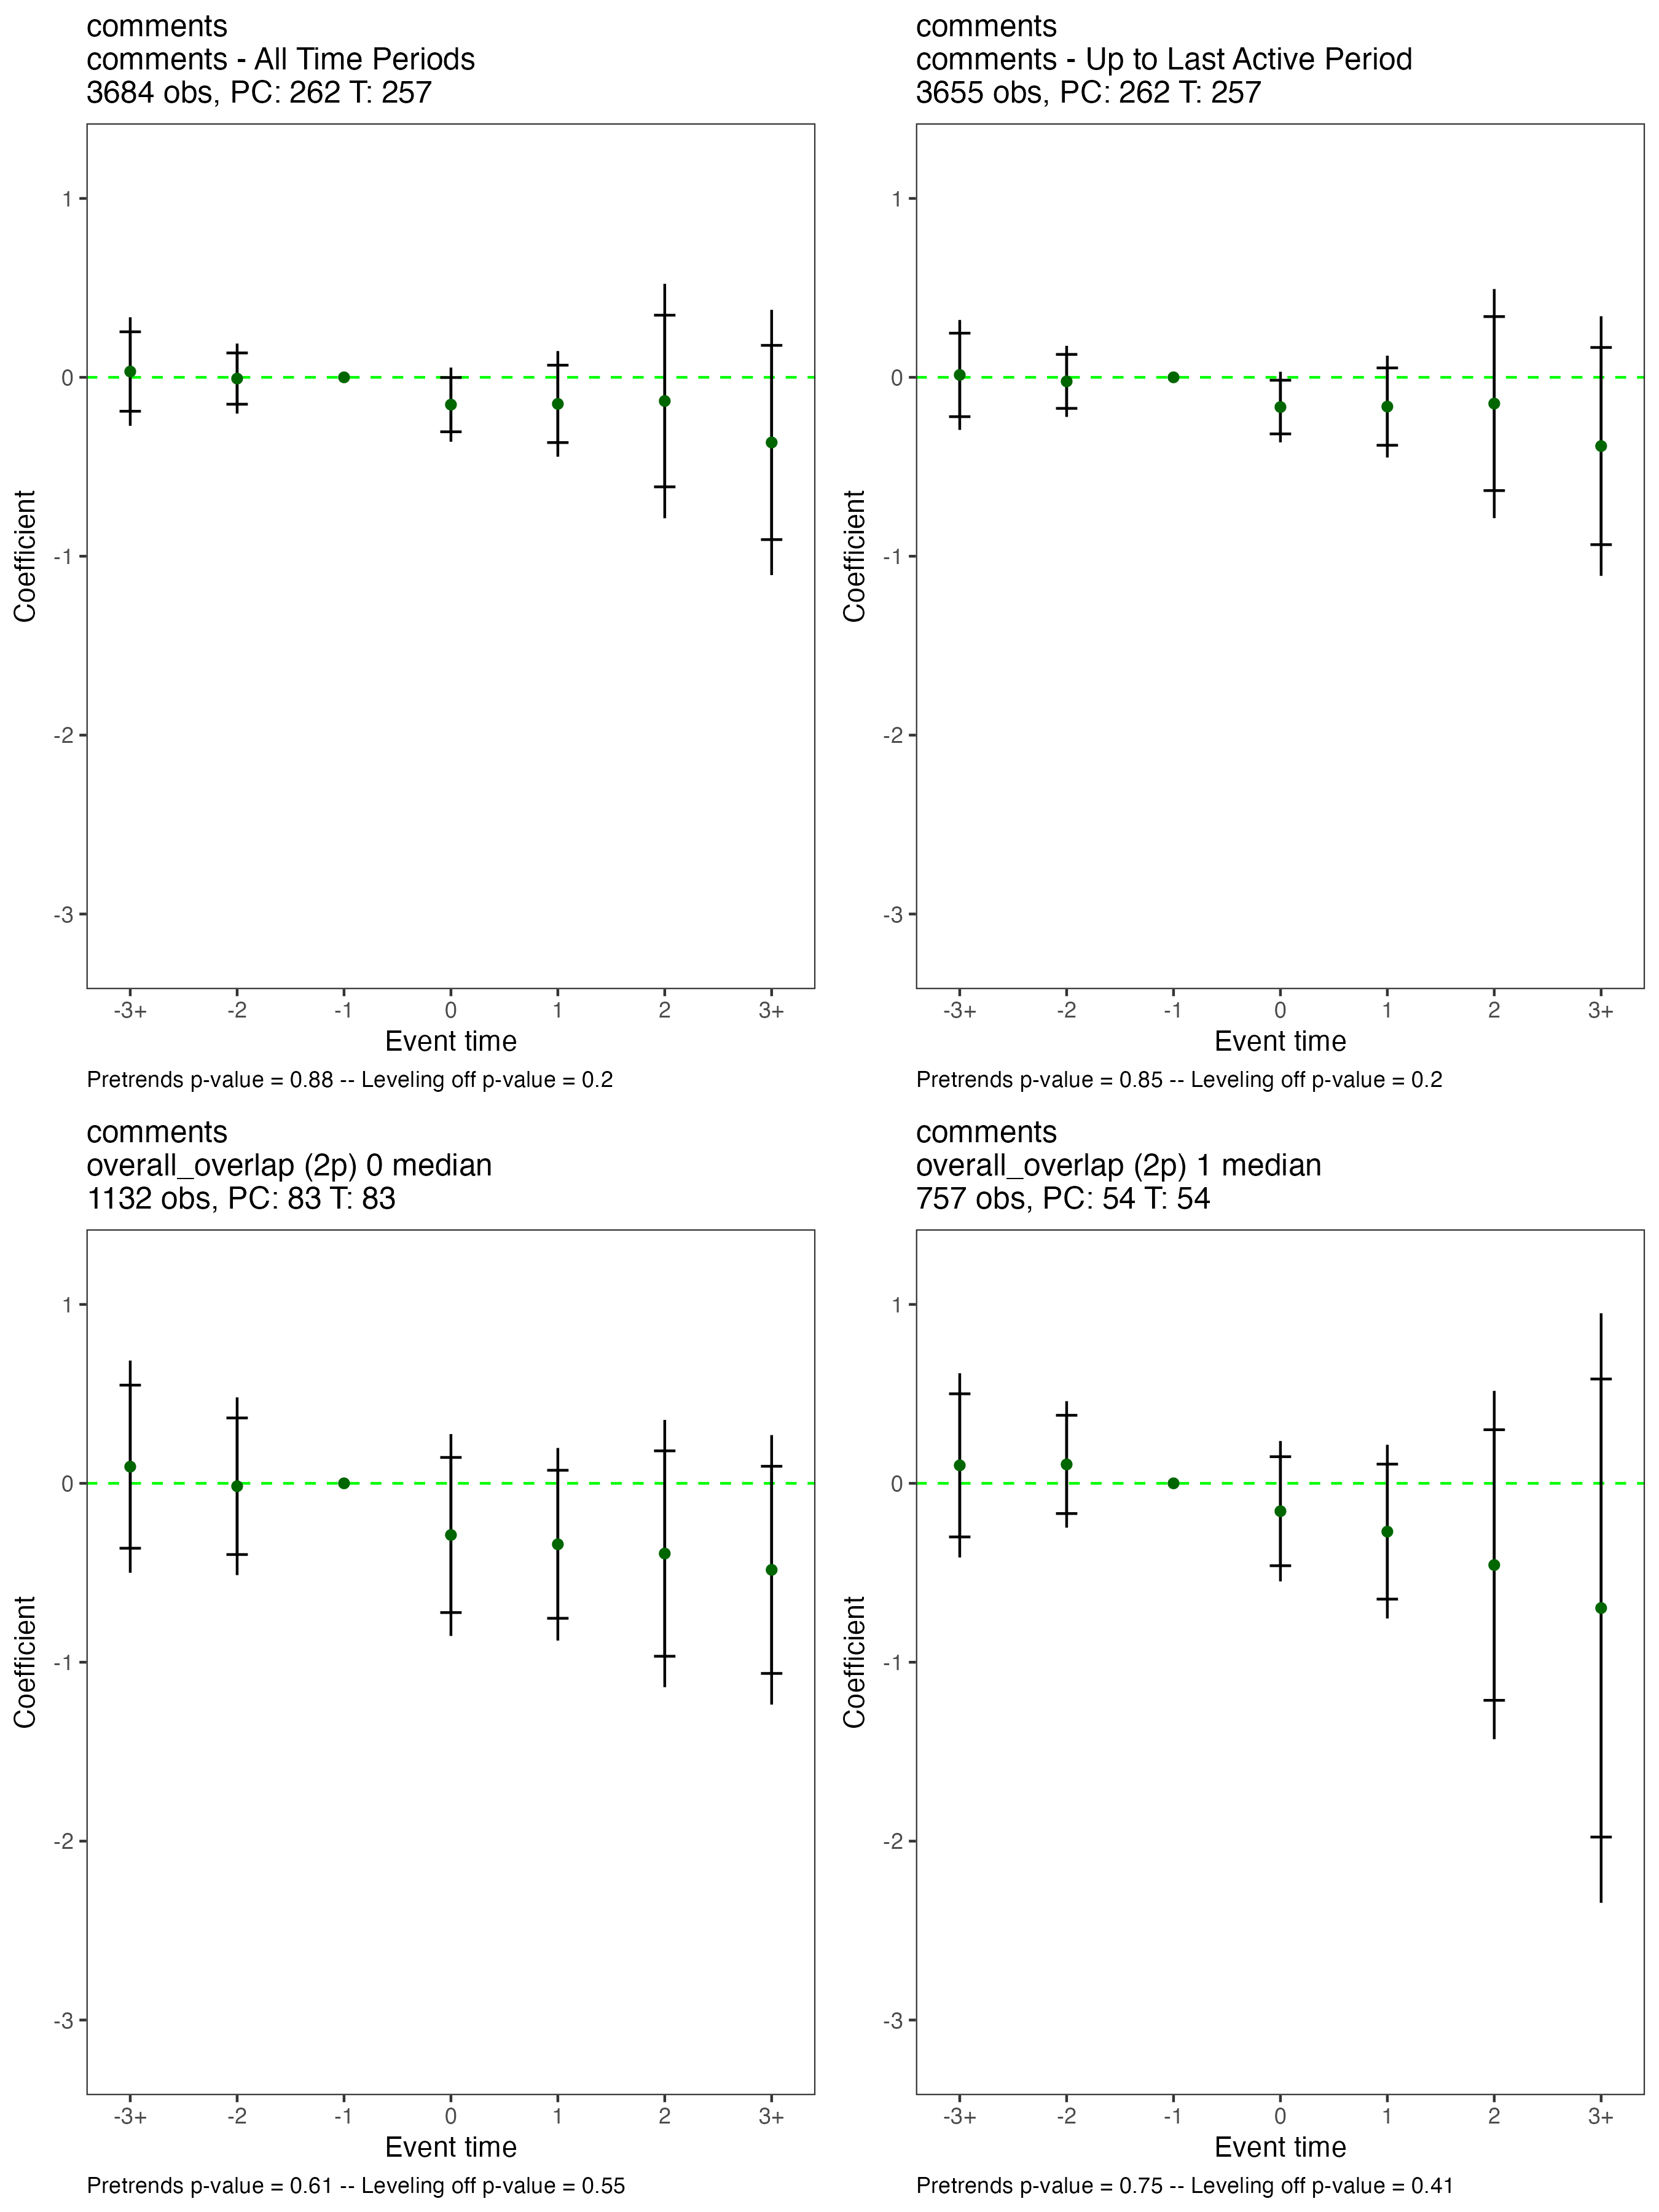 comments
comments - All Time Periods
3684 obs, PC: 262 T: 257
1
0
-1
-2
-3
Coefficient
-3+ -2 -1 0 1 2 3+
Event time
Pretrends p-value = 0.88 -- Leveling off p-value = 0.2
comments
comments - Up to Last Active Period
3655 obs, PC: 262 T: 257
1
0
-1
-2
-3
Coefficient
-3+ -2 -1 0 1 2 3+
Event time
Pretrends p-value = 0.85 -- Leveling off p-value = 0.2
comments
overall_overlap (2p) 0 median
1132 obs, PC: 83 T: 83
1
0
-1
-2
-3
Coefficient
-3+ -2 -1 0 1 2 3+
Event time
Pretrends p-value = 0.61 -- Leveling off p-value = 0.55
comments
overall_overlap (2p) 1 median
757 obs, PC: 54 T: 54
1
0
-1
-2
-3
Coefficient
-3+ -2 -1 0 1 2 3+
Event time
Pretrends p-value = 0.75 -- Leveling off p-value = 0.41